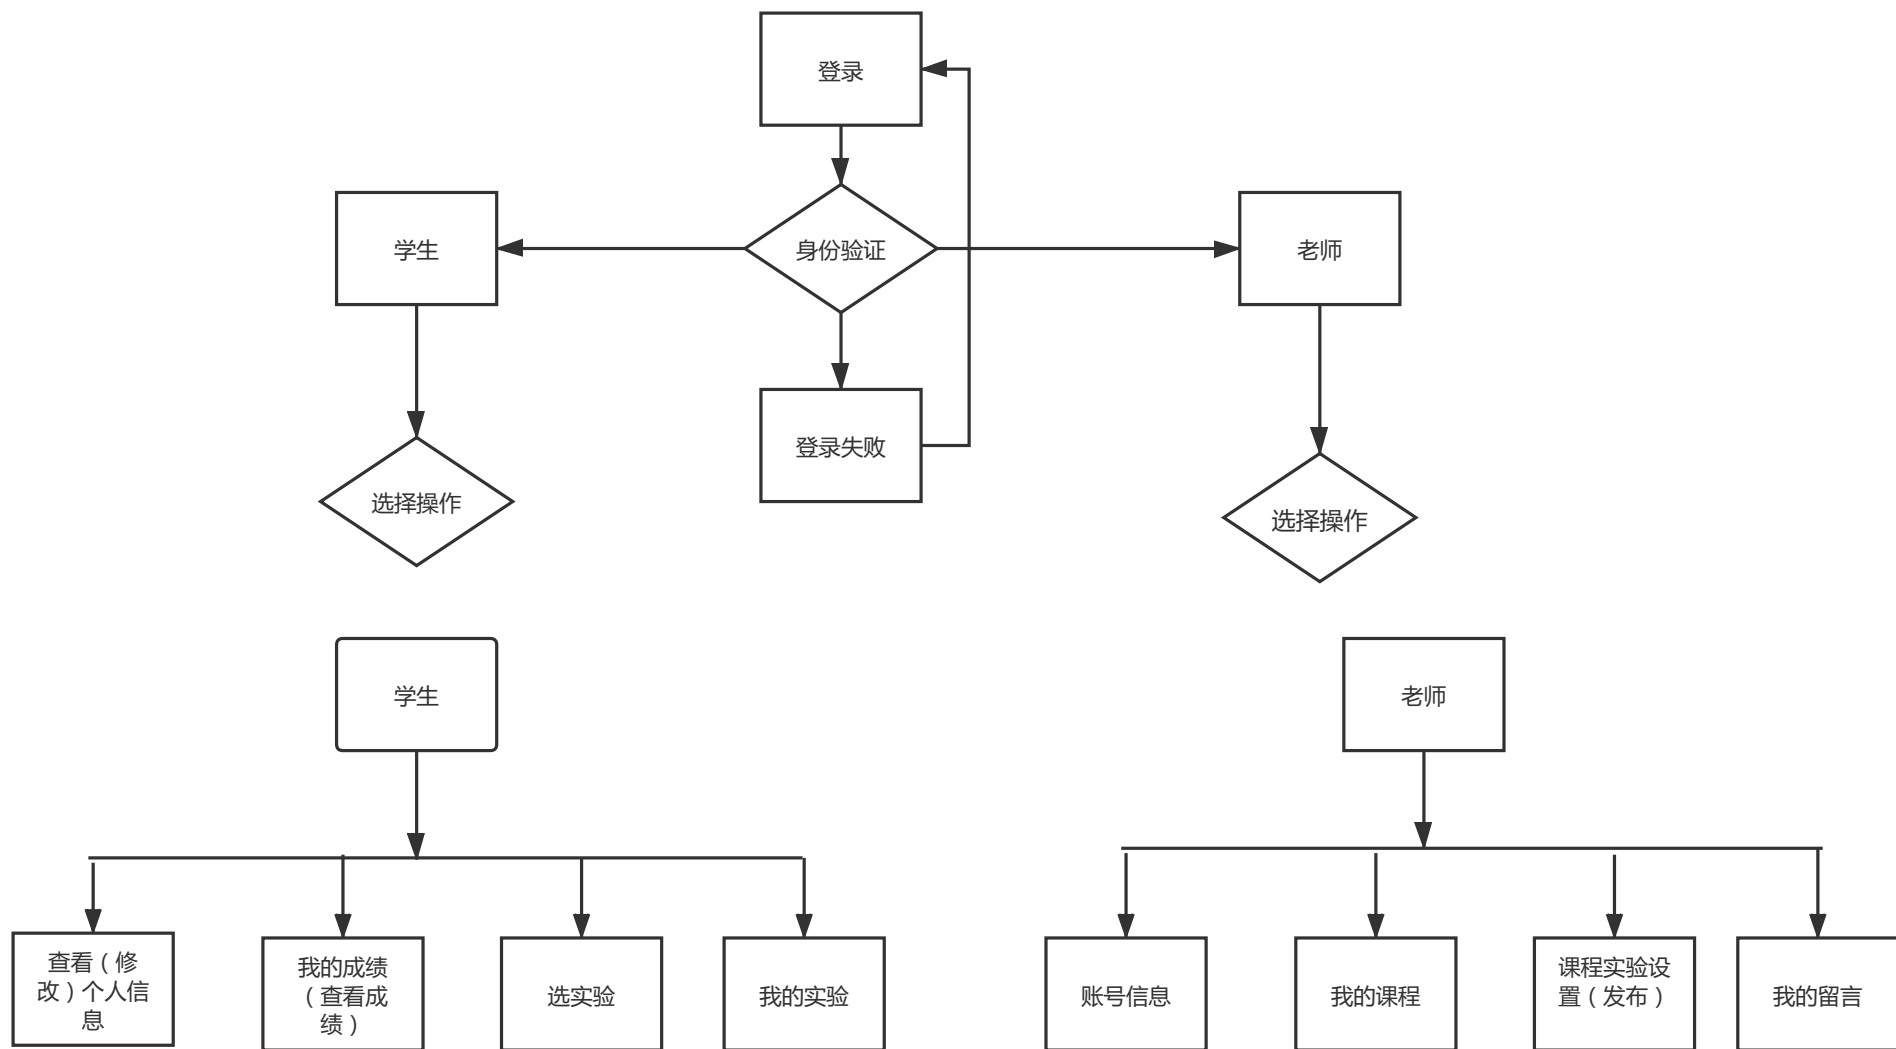 登录
学生
身份验证
老师
登录失败
选择操作
选择操作
学生
老师
查看（修
改）个人信
息
我的成绩
（查看成
绩）
选实验
我的实验
账号信息
我的课程
课程实验设
置（发布）
我的留言